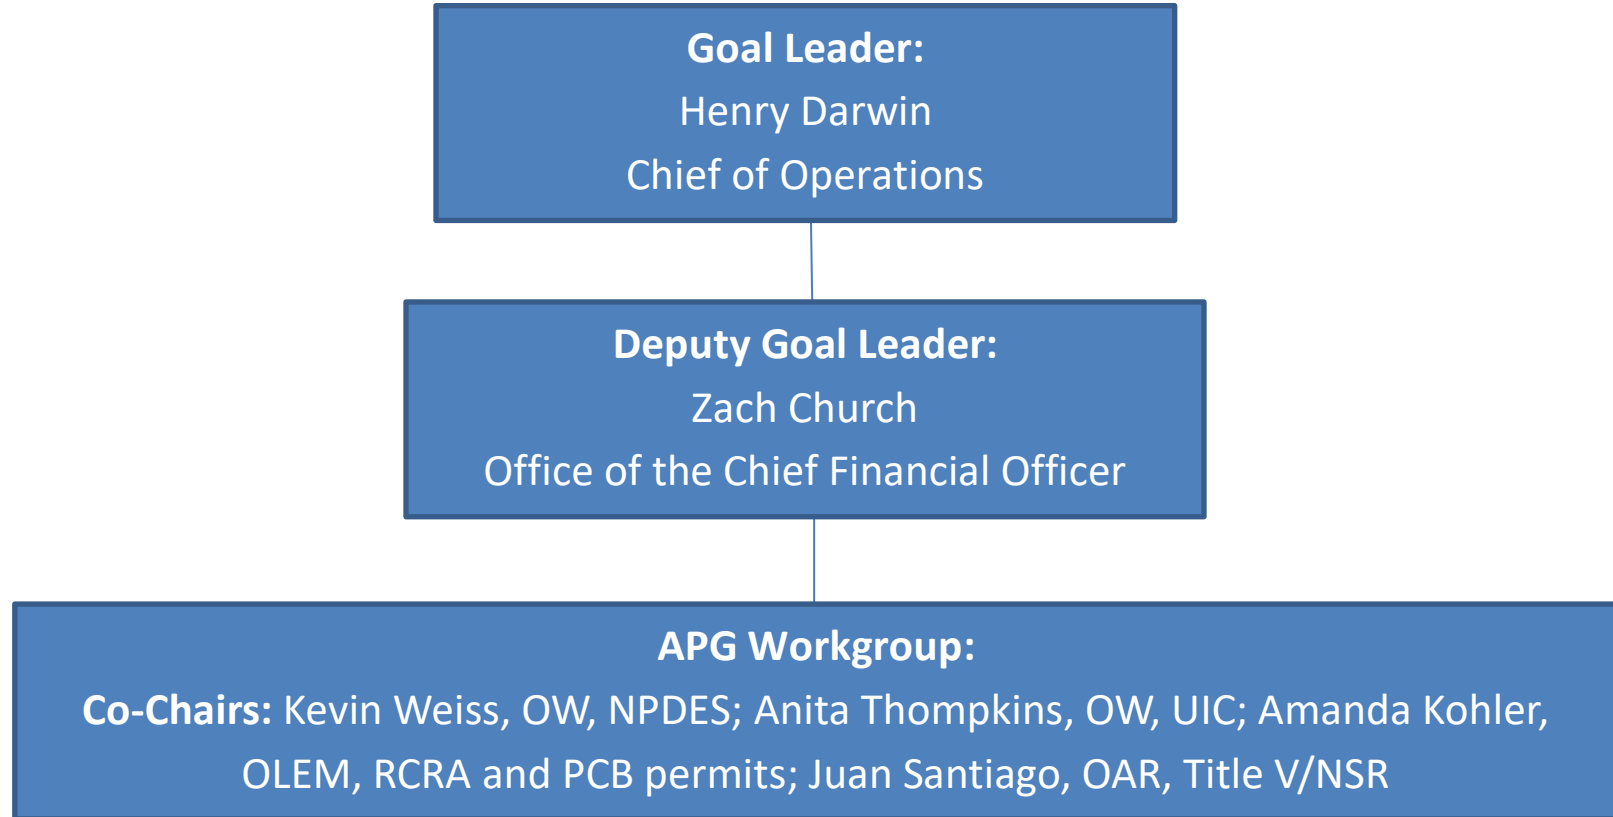 Goal Leader:
Henry Darwin
Chief of Operations
Deputy Goal Leader:
Zach Church
Office of the Chief Financial Officer
APG Workgroup:
Co-Chairs: Kevin Weiss, OW, NPDES; Anita Thompkins, OW, UIC; Amanda Kohler,
OLEM, RCRA and PCB permits; Juan Santiago, OAR, Title V/NSR